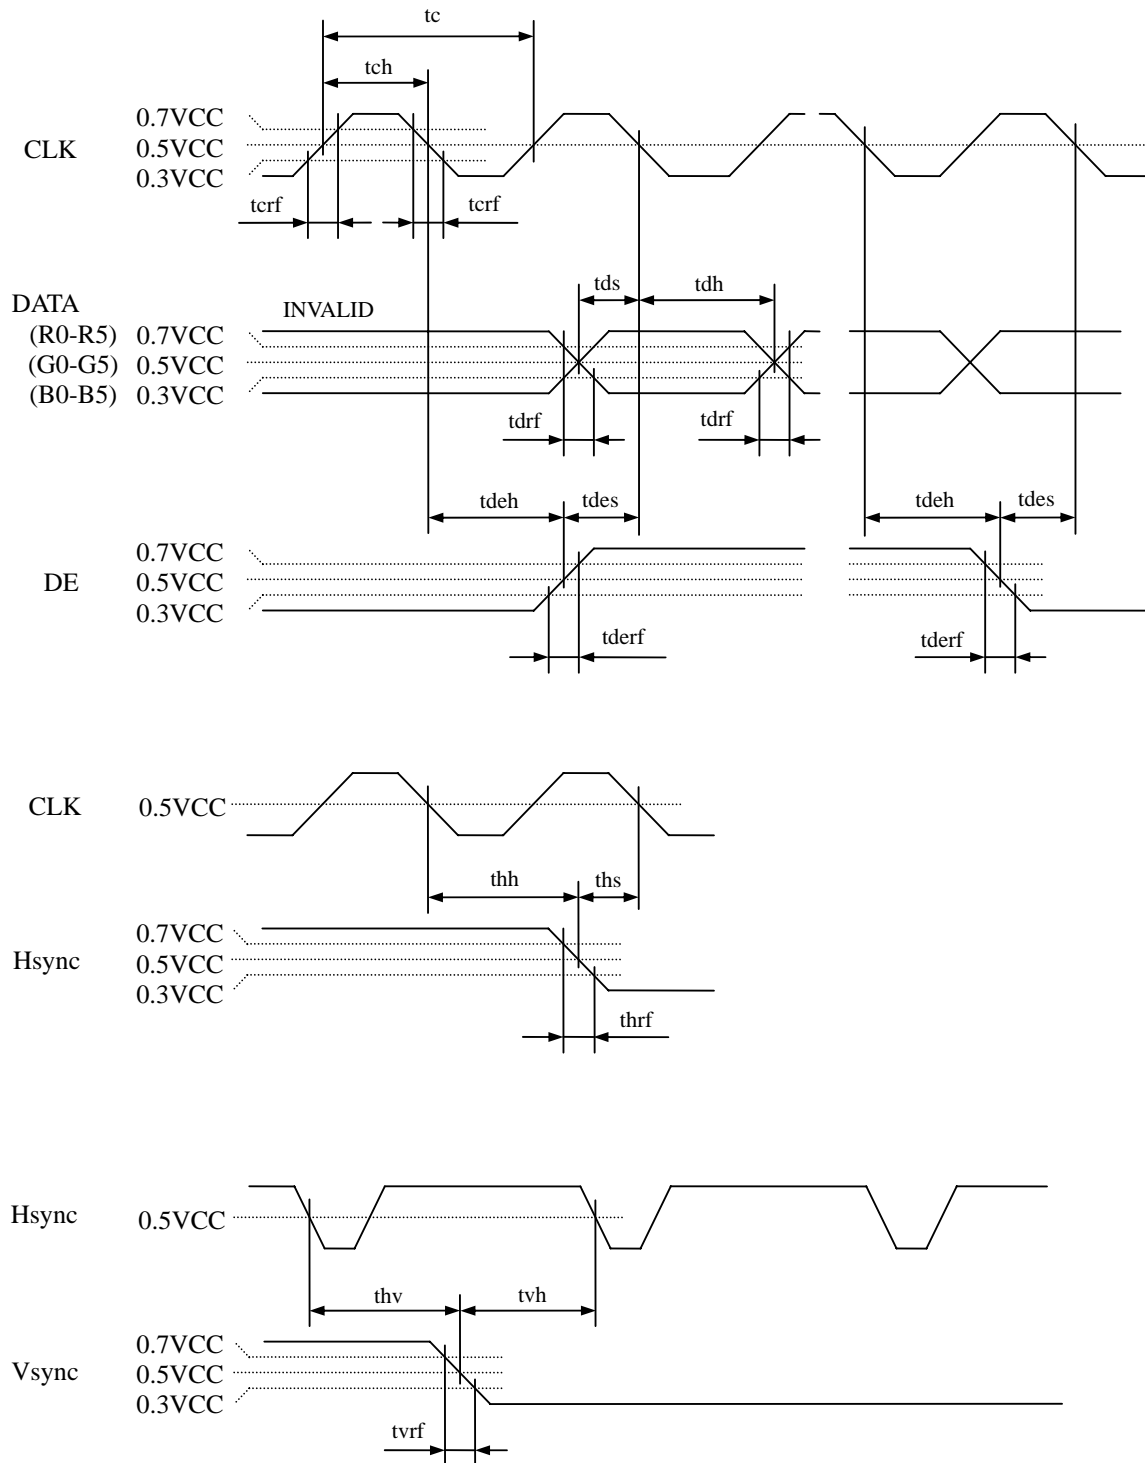 tc
tch
0.7VCC
CLK 0.5VCC
0.3VCC
tcrf tcrf
tds tdh
DATA
INVALID
(R0-R5) 0.7VCC
(G0-G5) 0.5VCC
(B0-B5) 0.3VCC
tdrf tdrf
tdeh tdes tdeh tdes
0.7VCC
DE 0.5VCC
0.3VCC
tderf tderf
CLK 0.5VCC
thh ths
0.7VCC
Hsync 0.5VCC
0.3VCC
thrf
Hsync 0.5VCC
thv tvh
0.7VCC
Vsync 0.5VCC
0.3VCC
tvrf